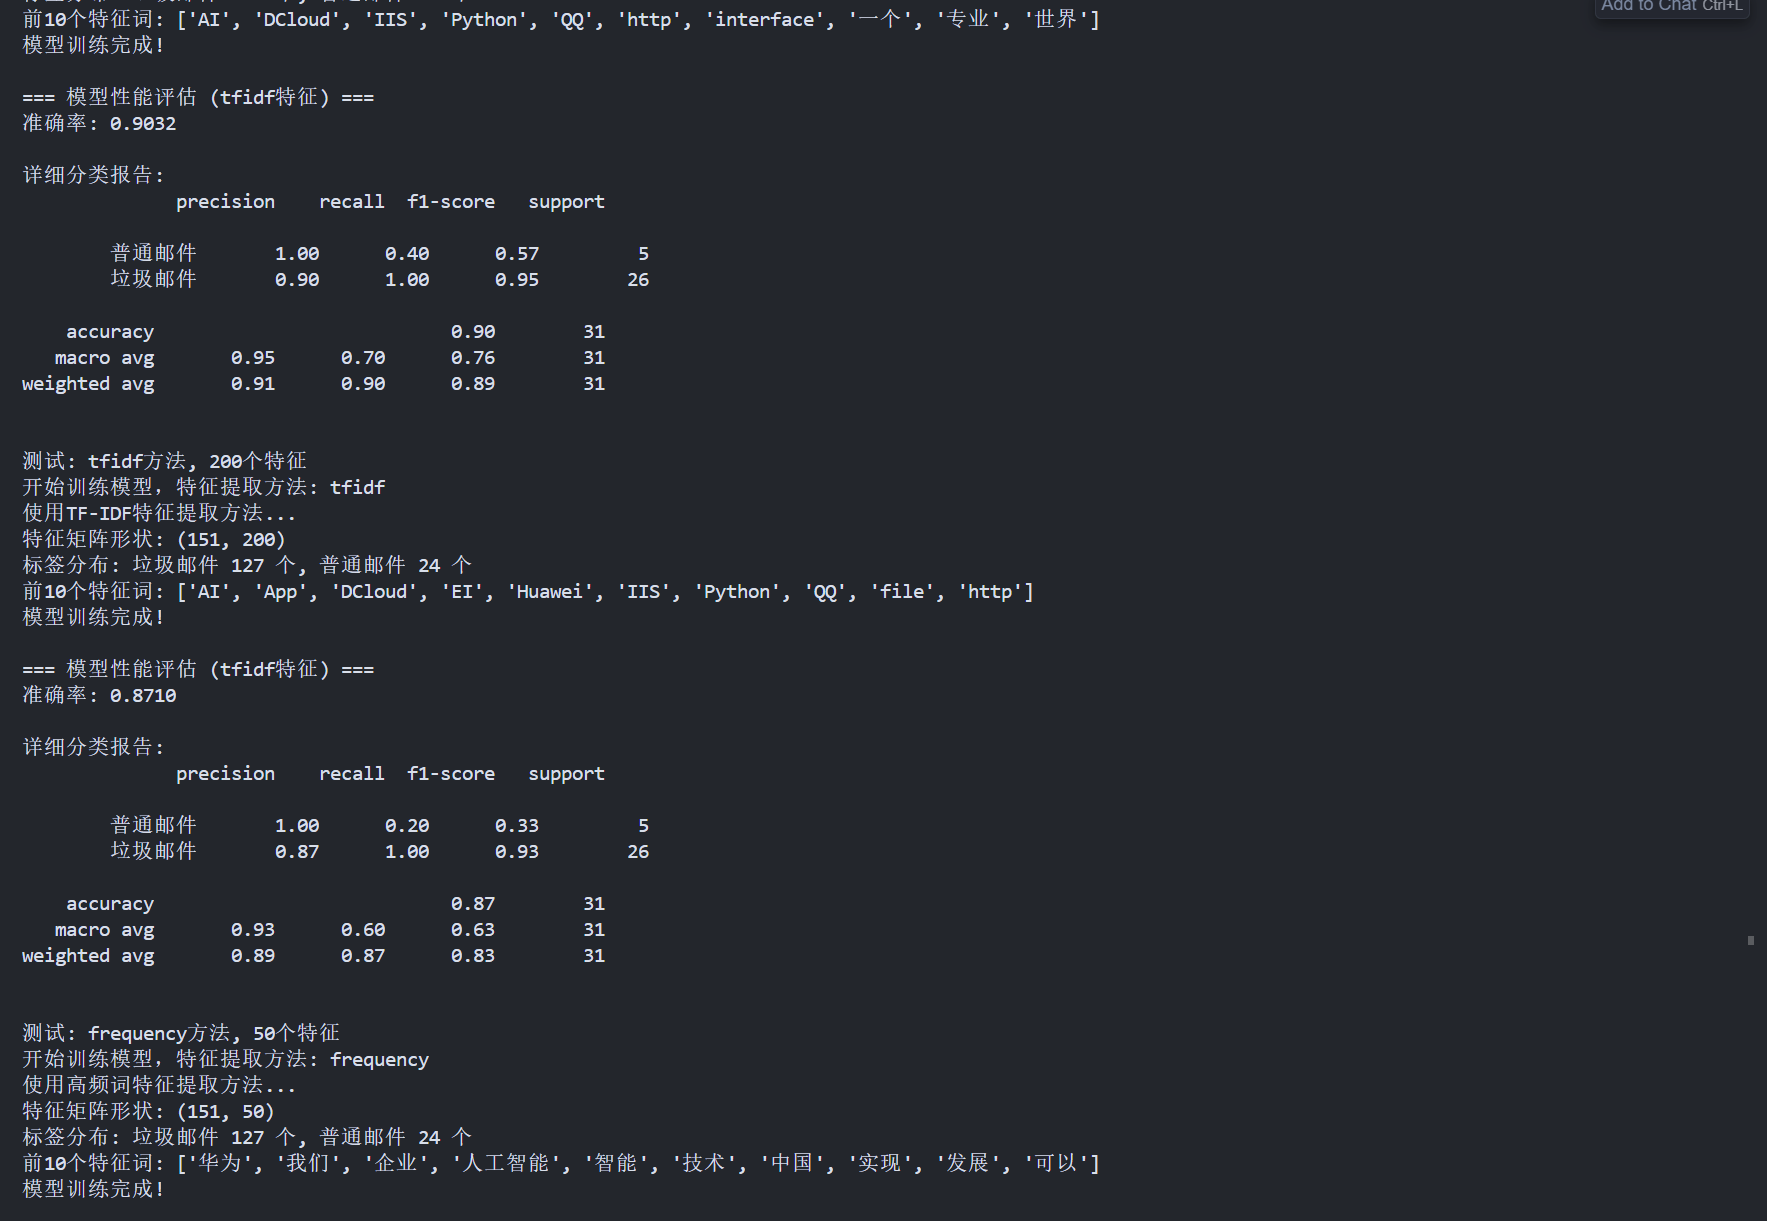 前10个特征词: ['AI', 'DCloud', 'IIS', 'Python', 'QQ', 'http', 'interface', '一个', '专业', '世界']
Add to Chat Ctrl+L
模型训练完成!
=== 模型性能评估 (tfidf特征) ===
准确率: 0.9032
详细分类报告:
precision recall f1-score support
普通邮件 1.00 0.40 0.57 5
垃圾邮件 0.90 1.00 0.95 26
accuracy 0.90 31
macro avg 0.95 0.70 0.76 31
weighted avg 0.91 0.90 0.89 31
测试: tfidf方法, 200个特征
开始训练模型，特征提取方法: tfidf
使用TF-IDF特征提取方法...
特征矩阵形状: (151, 200)
标签分布: 垃圾邮件 127 个, 普通邮件 24 个
前10个特征词: ['AI', 'App', 'DCloud', 'EI', 'Huawei', 'IIS', 'Python', 'QQ', 'file', 'http']
模型训练完成!
=== 模型性能评估 (tfidf特征) ===
准确率: 0.8710
详细分类报告:
precision recall f1-score support
普通邮件 1.00 0.20 0.33 5
垃圾邮件 0.87 1.00 0.93 26
accuracy 0.87 31
macro avg 0.93 0.60 0.63 31
weighted avg 0.89 0.87 0.83 31
测试: frequency方法, 50个特征
开始训练模型，特征提取方法: frequency
使用高频词特征提取方法...
特征矩阵形状: (151, 50)
标签分布: 垃圾邮件 127 个, 普通邮件 24 个
前10个特征词: ['华为', '我们', '企业', '人工智能', '智能', '技术', '中国', '实现', '发展', '可以']
模型训练完成!